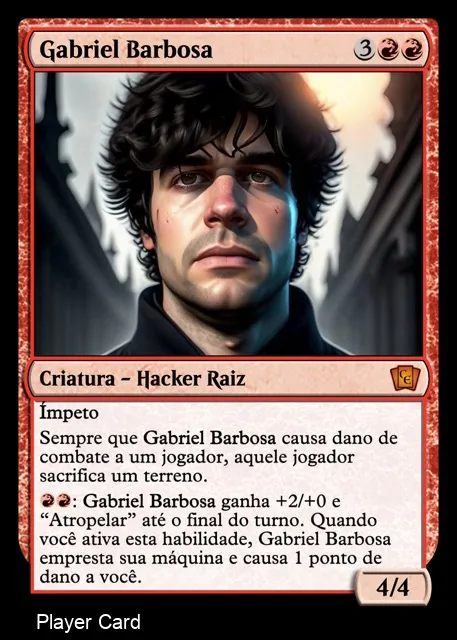 Gabriel Barbosa 3
Criatura – Hacker Raiz
Ímpeto
Sempre que Gabriel Barbosa causa dano de
combate a um jogador, aquele jogador
sacrifica um terreno.
: Gabriel Barbosa ganha +2/+0 e
“Atropelar” até o final do turno. Quando
você ativa esta habilidade, Gabriel Barbosa
empresta sua máquina e causa 1 ponto de
dano a você.
4/4
Player Card